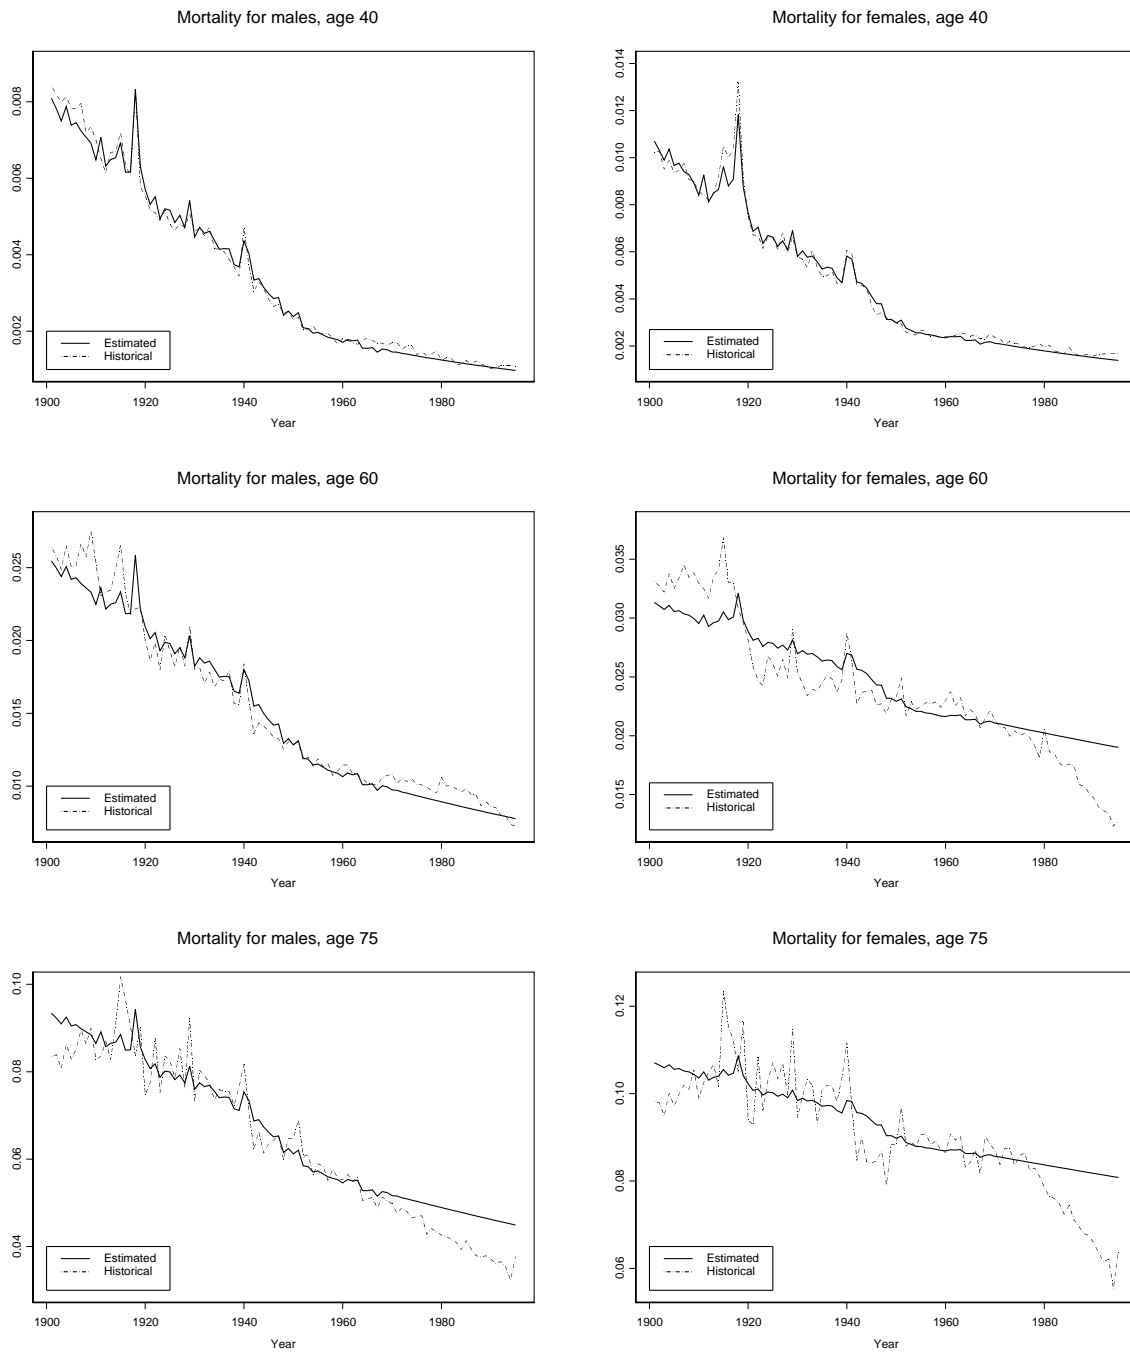 Mortality for males, age 40
0.002 0.004 0.006 0.008
Estimated
Historical
1900 1920 1940 1960 1980
Year
Mortality for females, age 40
0.002 0.004 0.006 0.008 0.010 0.012 0.014
Estimated
Historical
1900 1920 1940 1960 1980
Year
Mortality for males, age 60
0.010 0.015 0.020 0.025
Estimated
Historical
1900 1920 1940 1960 1980
Year
Mortality for females, age 60
0.015 0.020 0.025 0.030 0.035
Estimated
Historical
1900 1920 1940 1960 1980
Year
Mortality for males, age 75
0.04 0.06 0.08 0.10
Estimated
Historical
1900 1920 1940 1960 1980
Year
Mortality for females, age 75
0.06 0.08 0.10 0.12
Estimated
Historical
1900 1920 1940 1960 1980
Year